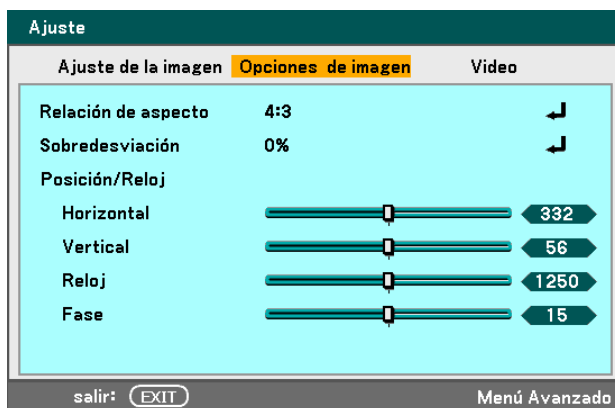 Ajuste
Ajuste de la imagen Opciones de imagen Video
Relación de aspecto 4:3
Sobredesviación 0%
Posición/Reloj
Horizontal 332
Vertical 56
Reloj 1250
Fase 15
salir: EXIT Menú Avanzado